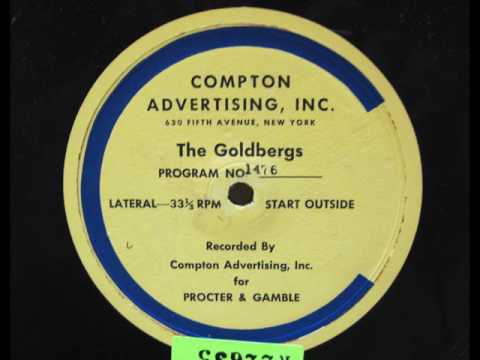 COMPTON
ADVERTISING, INC.
630 FIFTH AVENUE, NEW YORK
The Goldbergs
PROGRAM NO. 1476
LATERAL—33⅓ RPM START OUTSIDE
Recorded By
Compton Advertising, Inc.
for
PROCTER & GAMBLE